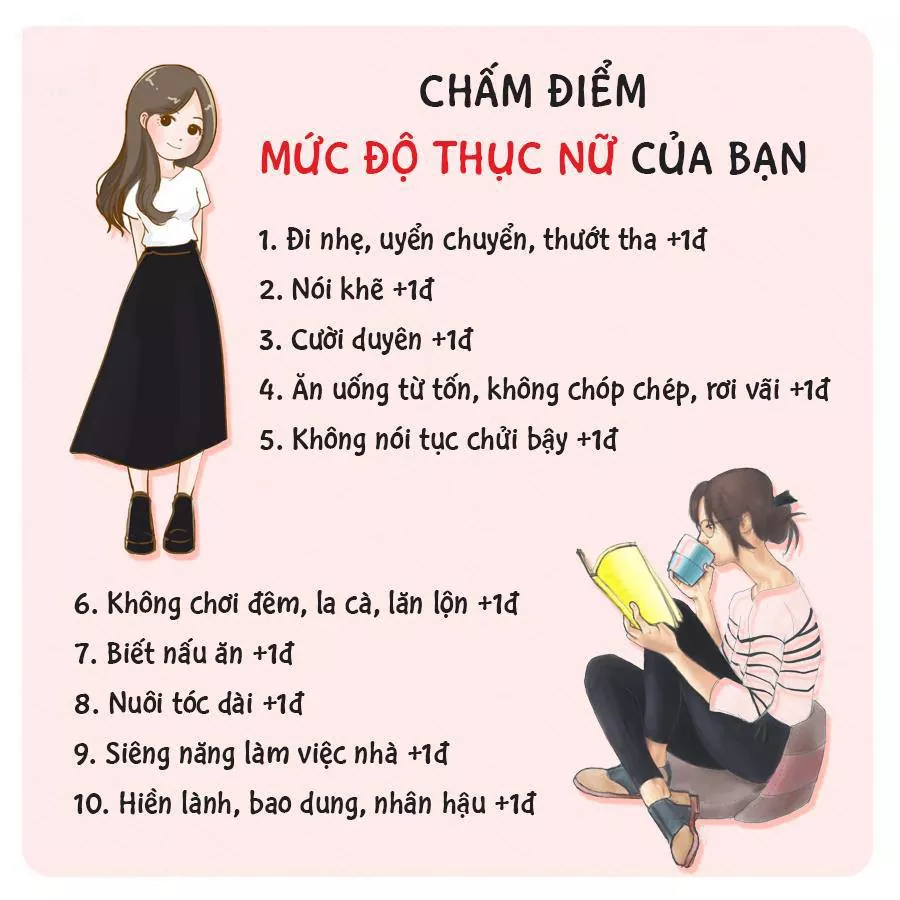 CHẤM ĐIỂM
MỨC ĐỘ THỤC NỮ CỦA BẠN
1. Đi nhẹ, uyển chuyển, thướt tha +1đ
2. Nói khẽ +1đ
3. Cười duyên +1đ
4. Ăn uống từ tốn, không chóp chép, rơi vãi +1đ
5. Không nói tục chửi bậy +1đ
6. Không chơi đêm, la cà, lăn lộn +1đ
7. Biết nấu ăn +1đ
8. Nuôi tóc dài +1đ
9. Siêng năng làm việc nhà +1đ
10. Hiền lành, bao dung, nhân hậu +1đ